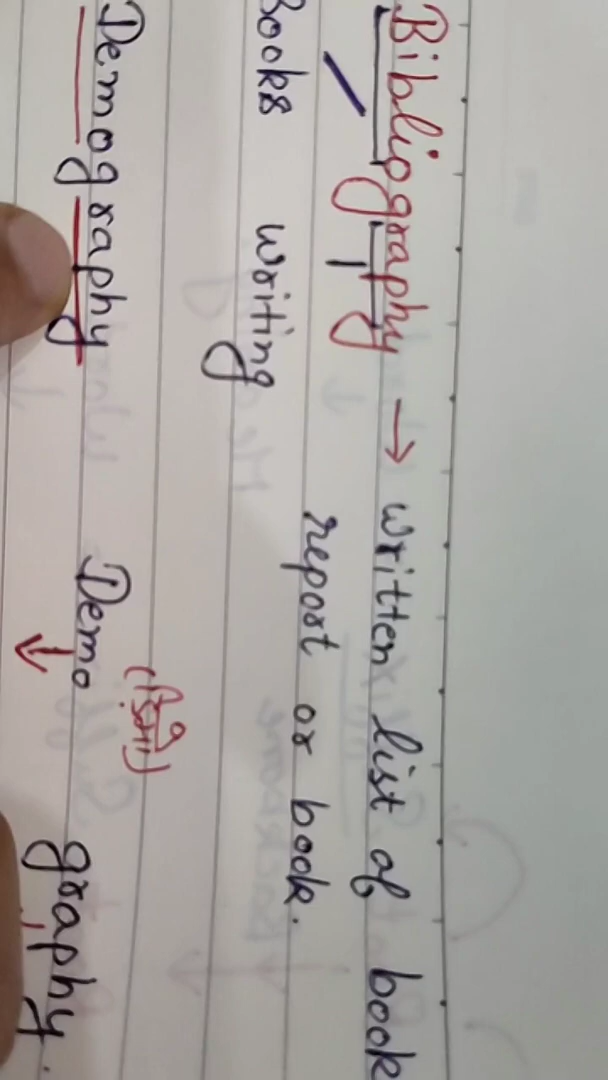 Bibliography → written list of book
Books writing report or book.
Demography Demo graphy.